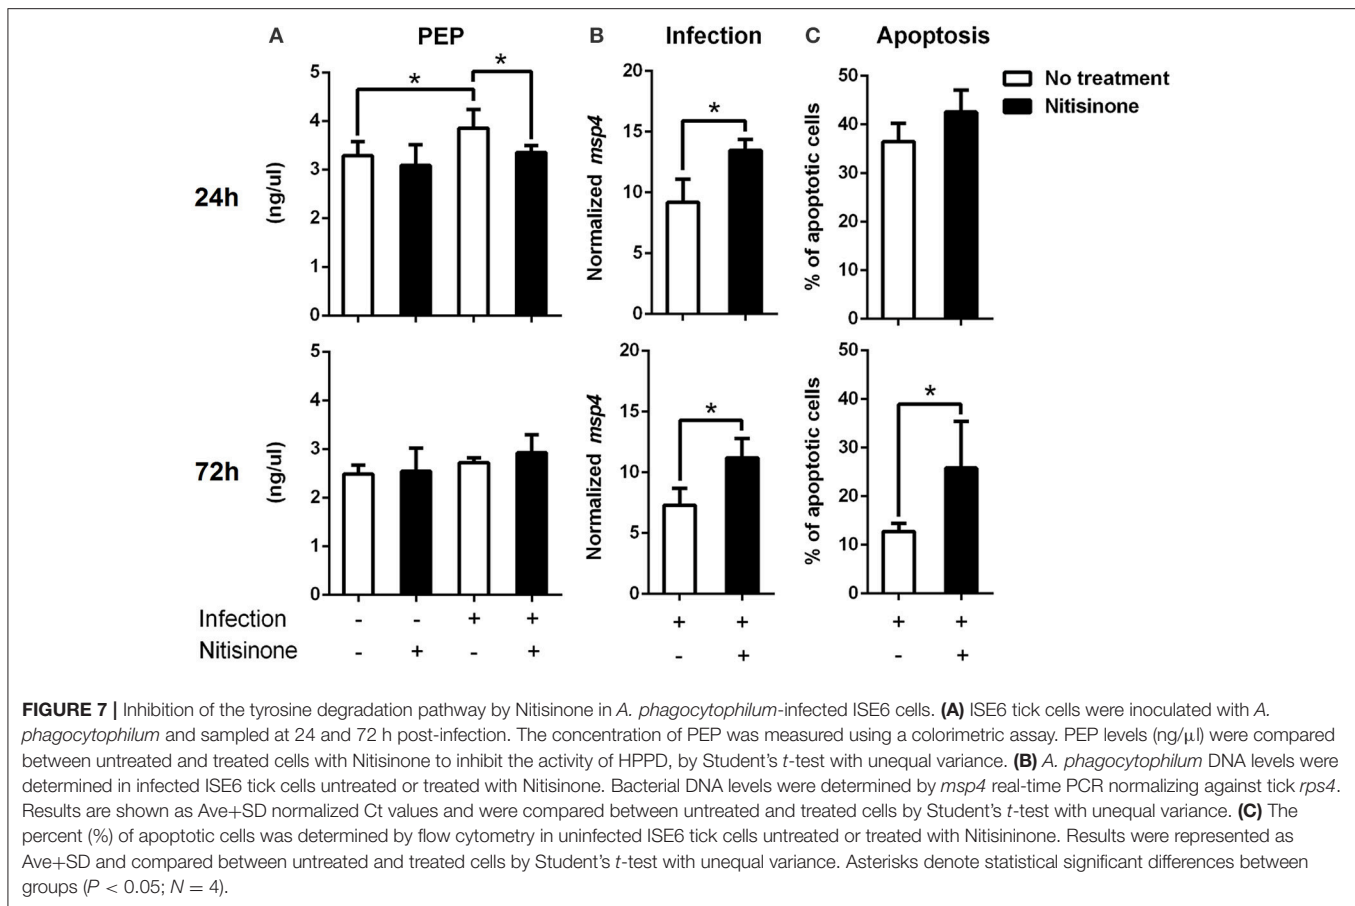 A PEP B Infection C Apoptosis
No treatment
Nitisinone
24h
(ng/ul)
5
4
3
2
1
0
* *
Normalized msp4
20
15
10
5
0
*
% of apoptotic cells
50
40
30
20
10
0
72h
(ng/ul)
5
4
3
2
1
0
Normalized msp4
20
15
10
5
0
*
% of apoptotic cells
50
40
30
20
10
0
*
Infection - - + + + + + +
Nitisinone - + - + - + - +
FIGURE 7 | Inhibition of the tyrosine degradation pathway by Nitisinone in A. phagocytophilum-infected ISE6 cells. (A) ISE6 tick cells were inoculated with A.
phagocytophilum and sampled at 24 and 72 h post-infection. The concentration of PEP was measured using a colorimetric assay. PEP levels (ng/μl) were compared
between untreated and treated cells with Nitisinone to inhibit the activity of HPPD, by Student's t-test with unequal variance. (B) A. phagocytophilum DNA levels were
determined in infected ISE6 tick cells untreated or treated with Nitisinone. Bacterial DNA levels were determined by msp4 real-time PCR normalizing against tick rps4.
Results are shown as Ave+SD normalized Ct values and were compared between untreated and treated cells by Student's t-test with unequal variance. (C) The
percent (%) of apoptotic cells was determined by flow cytometry in uninfected ISE6 tick cells untreated or treated with Nitisininone. Results were represented as
Ave+SD and compared between untreated and treated cells by Student's t-test with unequal variance. Asterisks denote statistical significant differences between
groups (P < 0.05; N = 4).